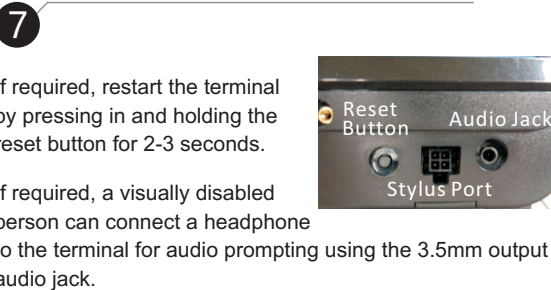 7
If required, restart the terminal
by pressing in and holding the
reset button for 2-3 seconds.
If required, a visually disabled
person can connect a headphone
to the terminal for audio prompting using the 3.5mm output
audio jack.
Reset
Button
Audio Jack
Stylus Port